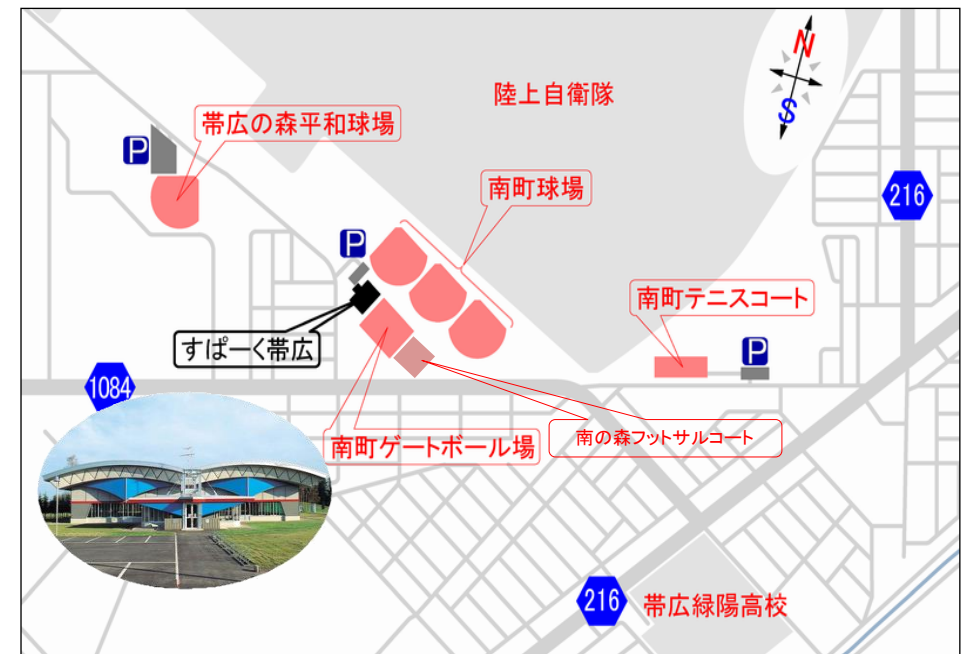 N
S
陸上自衛隊
帯広の森平和球場
P
216
南町球場
P
南町テニスコート
すぱーく帯広
P
1084
南町ゲートボール場
南の森フットサルコート
216
帯広緑陽高校